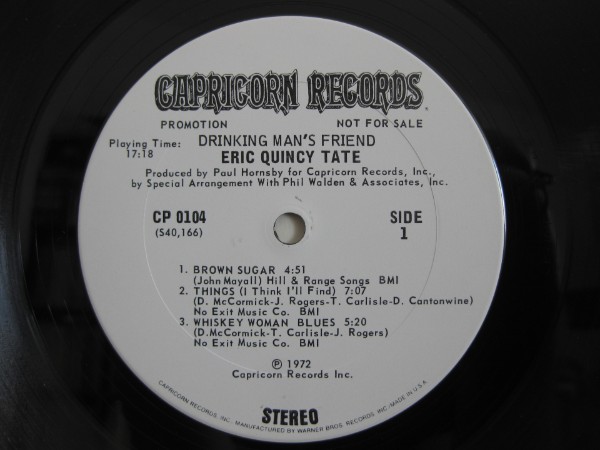 CAPRICORN RECORDS®
PROMOTION NOT FOR SALE
Playing Time: 17:18
DRINKING MAN'S FRIEND
ERIC QUINCY TATE
Produced by Paul Hornsby for Capricorn Records, Inc.,
by Special Arrangement With Phil Walden & Associates, Inc.
CP 0104
(S40,166)
SIDE
1
1. BROWN SUGAR 4:51
(John Mayall) Hill & Range Songs BMI
2. THINGS (I Think I'll Find) 7:07
(D. McCormick-J. Rogers-T. Carlisle-D. Cantonwine)
No Exit Music Co. BMI
3. WHISKEY WOMAN BLUES 5:20
(D.McCormick-T. Carlisle-J. Rogers)
No Exit Music Co. BMI
℗ 1972
Capricorn Records Inc.
STEREO
CAPRICORN RECORDS, INC. MANUFACTURED BY WARNER BROS. RECORDS INC.-MADE IN U.S.A.